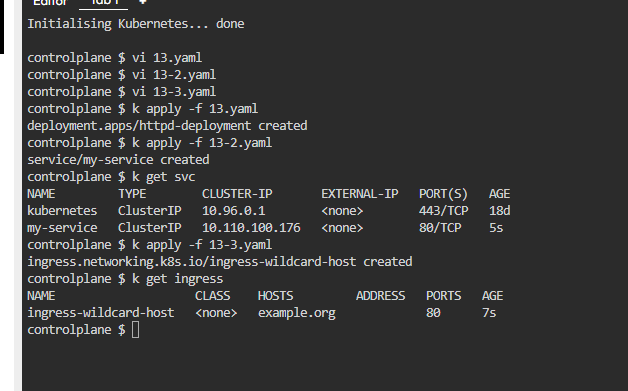 Editor Tab 1 +
Initialising Kubernetes... done
controlplane $ vi 13.yaml
controlplane $ vi 13-2.yaml
controlplane $ vi 13-3.yaml
controlplane $ k apply -f 13.yaml
deployment.apps/httpd-deployment created
controlplane $ k apply -f 13-2.yaml
service/my-service created
controlplane $ k get svc
NAME TYPE CLUSTER-IP EXTERNAL-IP PORT(S) AGE
kubernetes ClusterIP 10.96.0.1 <none> 443/TCP 18d
my-service ClusterIP 10.110.100.176 <none> 80/TCP 5s
controlplane $ k apply -f 13-3.yaml
ingress.networking.k8s.io/ingress-wildcard-host created
controlplane $ k get ingress
NAME CLASS HOSTS ADDRESS PORTS AGE
ingress-wildcard-host <none> example.org 80 7s
controlplane $